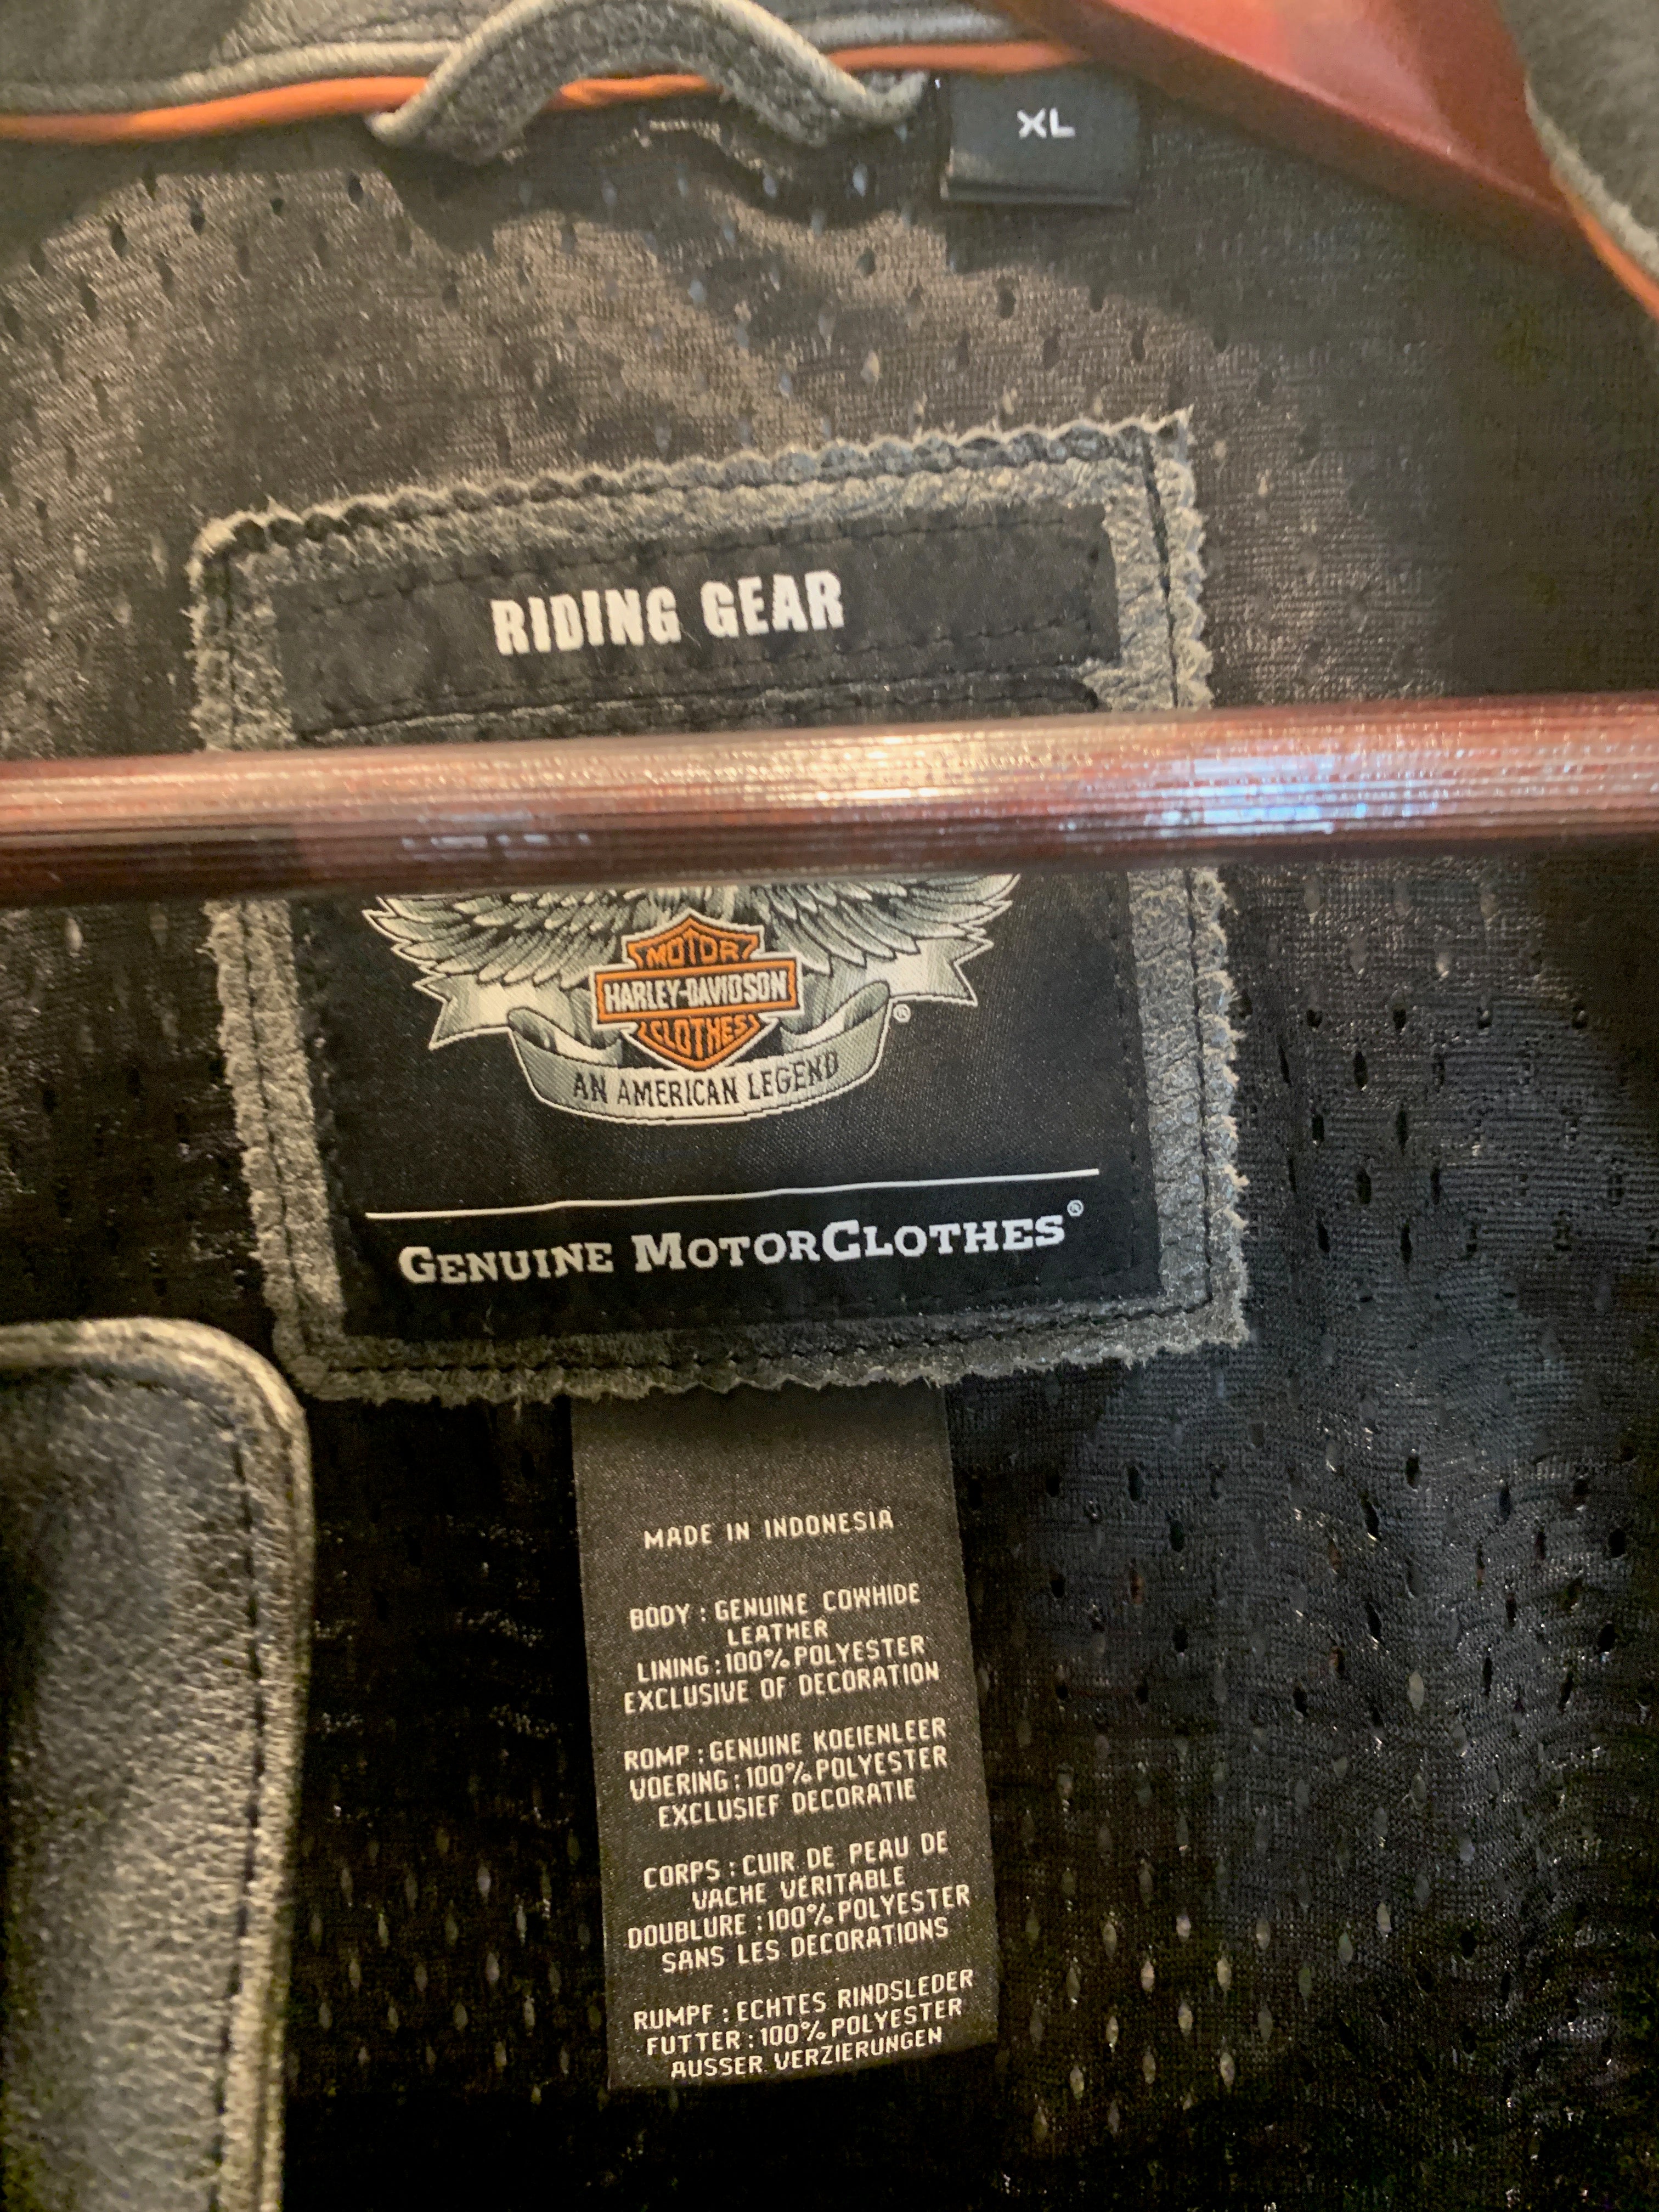 XL
RIDING GEAR
MOTOR
HARLEY-DAVIDSON
CLOTHES
®
AN AMERICAN LEGEND
GENUINE MOTORCLOTHES®
MADE IN INDONESIA
BODY : GENUINE COWHIDE
LEATHER
LINING : 100% POLYESTER
EXCLUSIVE OF DECORATION
ROMP : GENUINE KOEIENLEER
VOERING : 100% POLYESTER
EXCLUSIEF DECORATIE
CORPS : CUIR DE PEAU DE
VACHE VÉRITABLE
DOUBLURE : 100% POLYESTER
SANS LES DECORATIONS
RUMPF : ECHTES RINDSLEDER
FUTTER : 100% POLYESTER
AUSSER VERZIERUNGEN